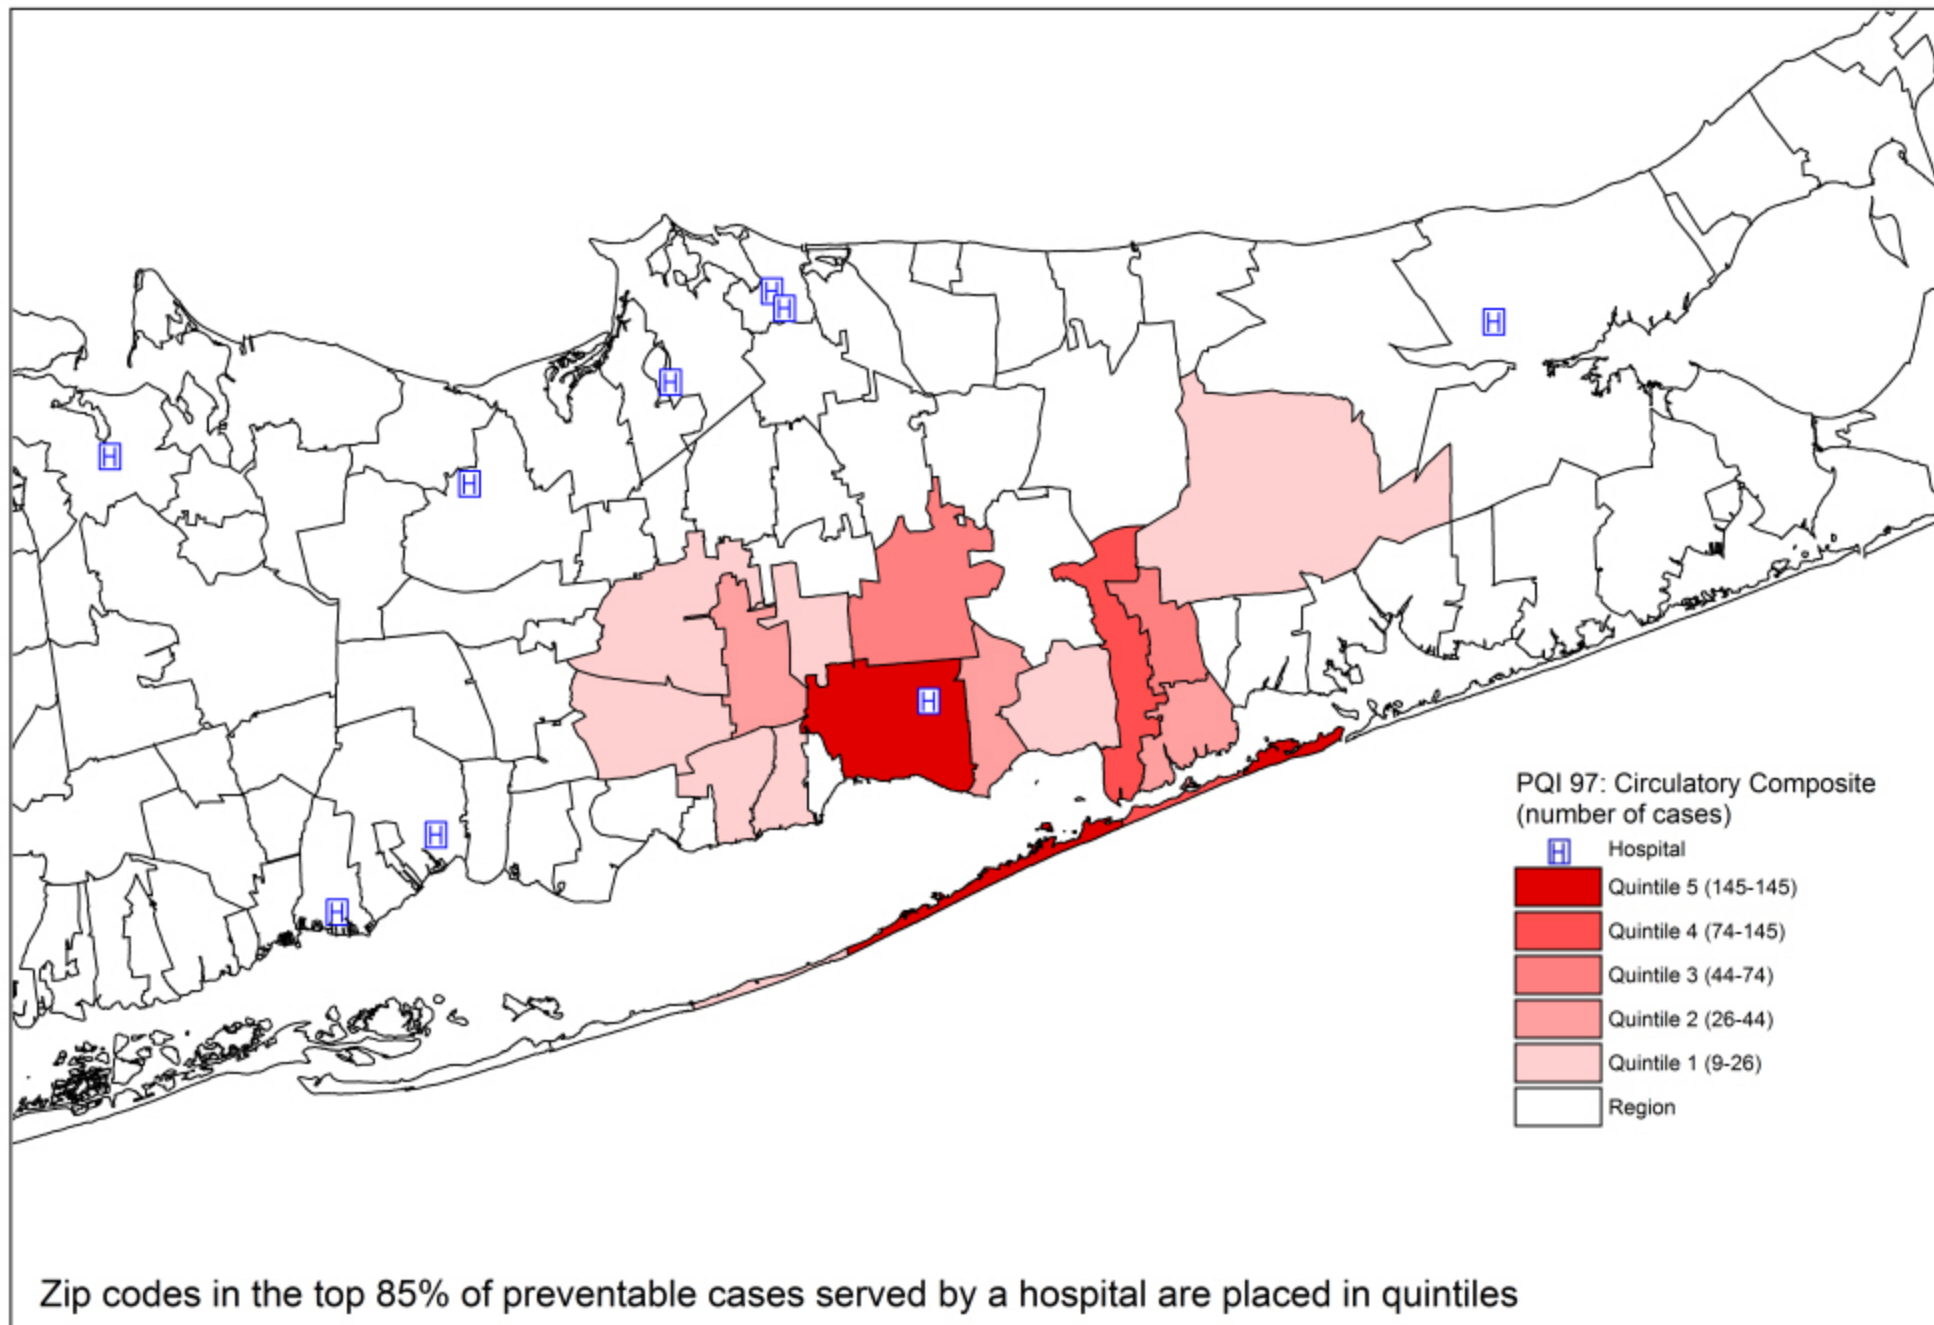 H
H
H
H
H
H
H
H
H
PQI 97: Circulatory Composite
(number of cases)
H Hospital
Quintile 5 (145-145)
Quintile 4 (74-145)
Quintile 3 (44-74)
Quintile 2 (26-44)
Quintile 1 (9-26)
Region
Zip codes in the top 85% of preventable cases served by a hospital are placed in quintiles